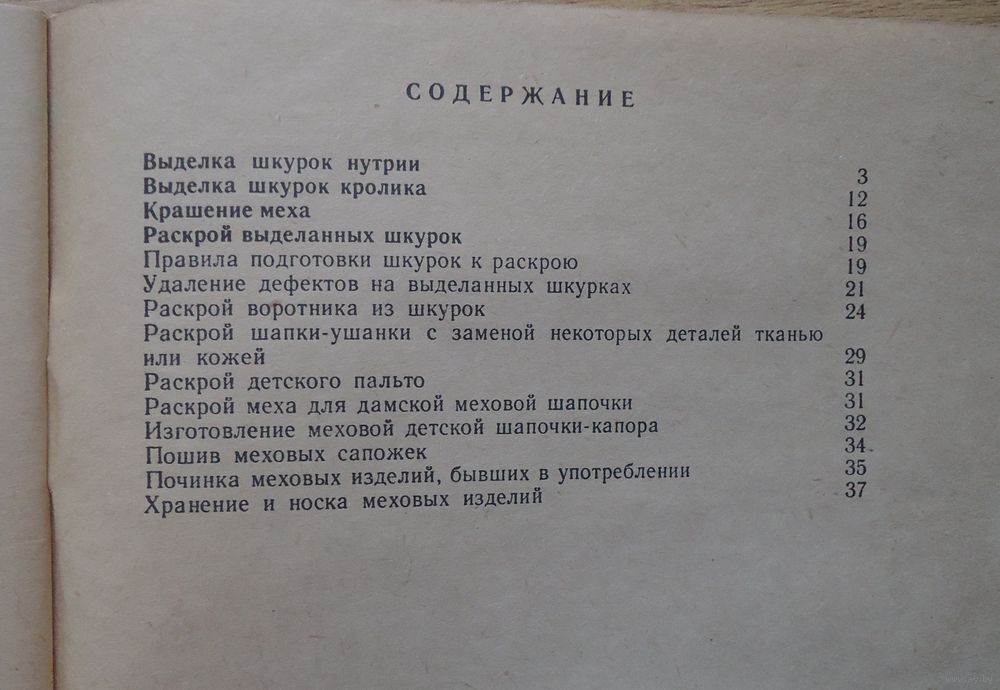 СОДЕРЖАНИЕ
Выделка шкурок нутрии 3
Выделка шкурок кролика 12
Крашение меха 16
Раскрой выделанных шкурок 19
Правила подготовки шкурок к раскрою 19
Удаление дефектов на выделанных шкурках 21
Раскрой воротника из шкурок 24
Раскрой шапки-ушанки с заменой некоторых деталей тканью
или кожей 29
Раскрой детского пальто 31
Раскрой меха для дамской меховой шапочки 31
Изготовление меховой детской шапочки-капора 32
Пошив меховых сапожек 34
Починка меховых изделий, бывших в употреблении 35
Хранение и носка меховых изделий 37